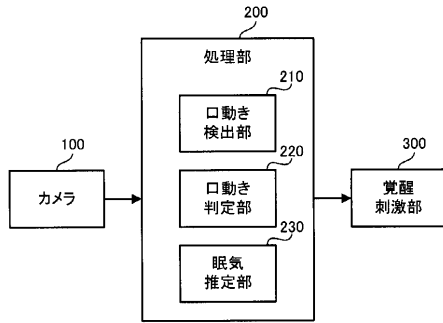 200
処理部
210
口動き
検出部
100
カメラ
220
口動き
判定部
300
覚醒
刺激部
230
眠気
推定部